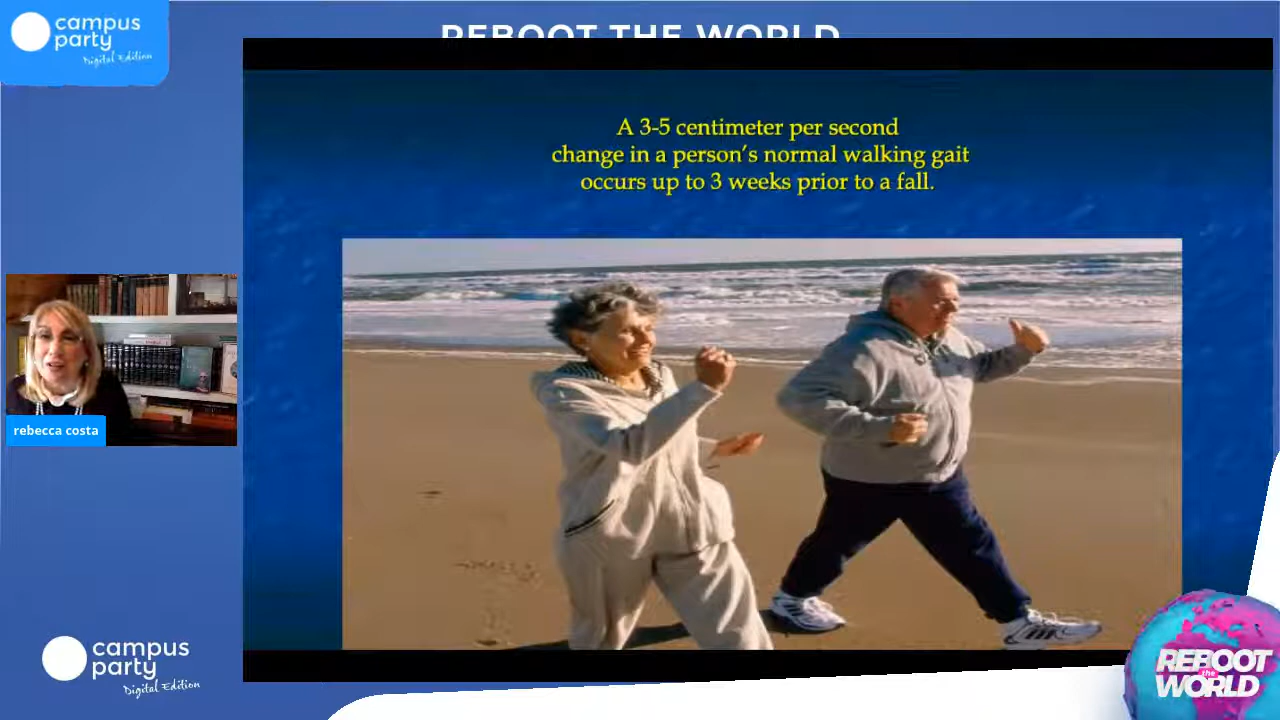 campus
party
Digital Edition
REBOOT THE WORLD
A 3-5 centimeter per second
change in a person's normal walking gait
occurs up to 3 weeks prior to a fall.
rebecca costa
campus
party
Digital Edition
REBOOT
the
WORLD